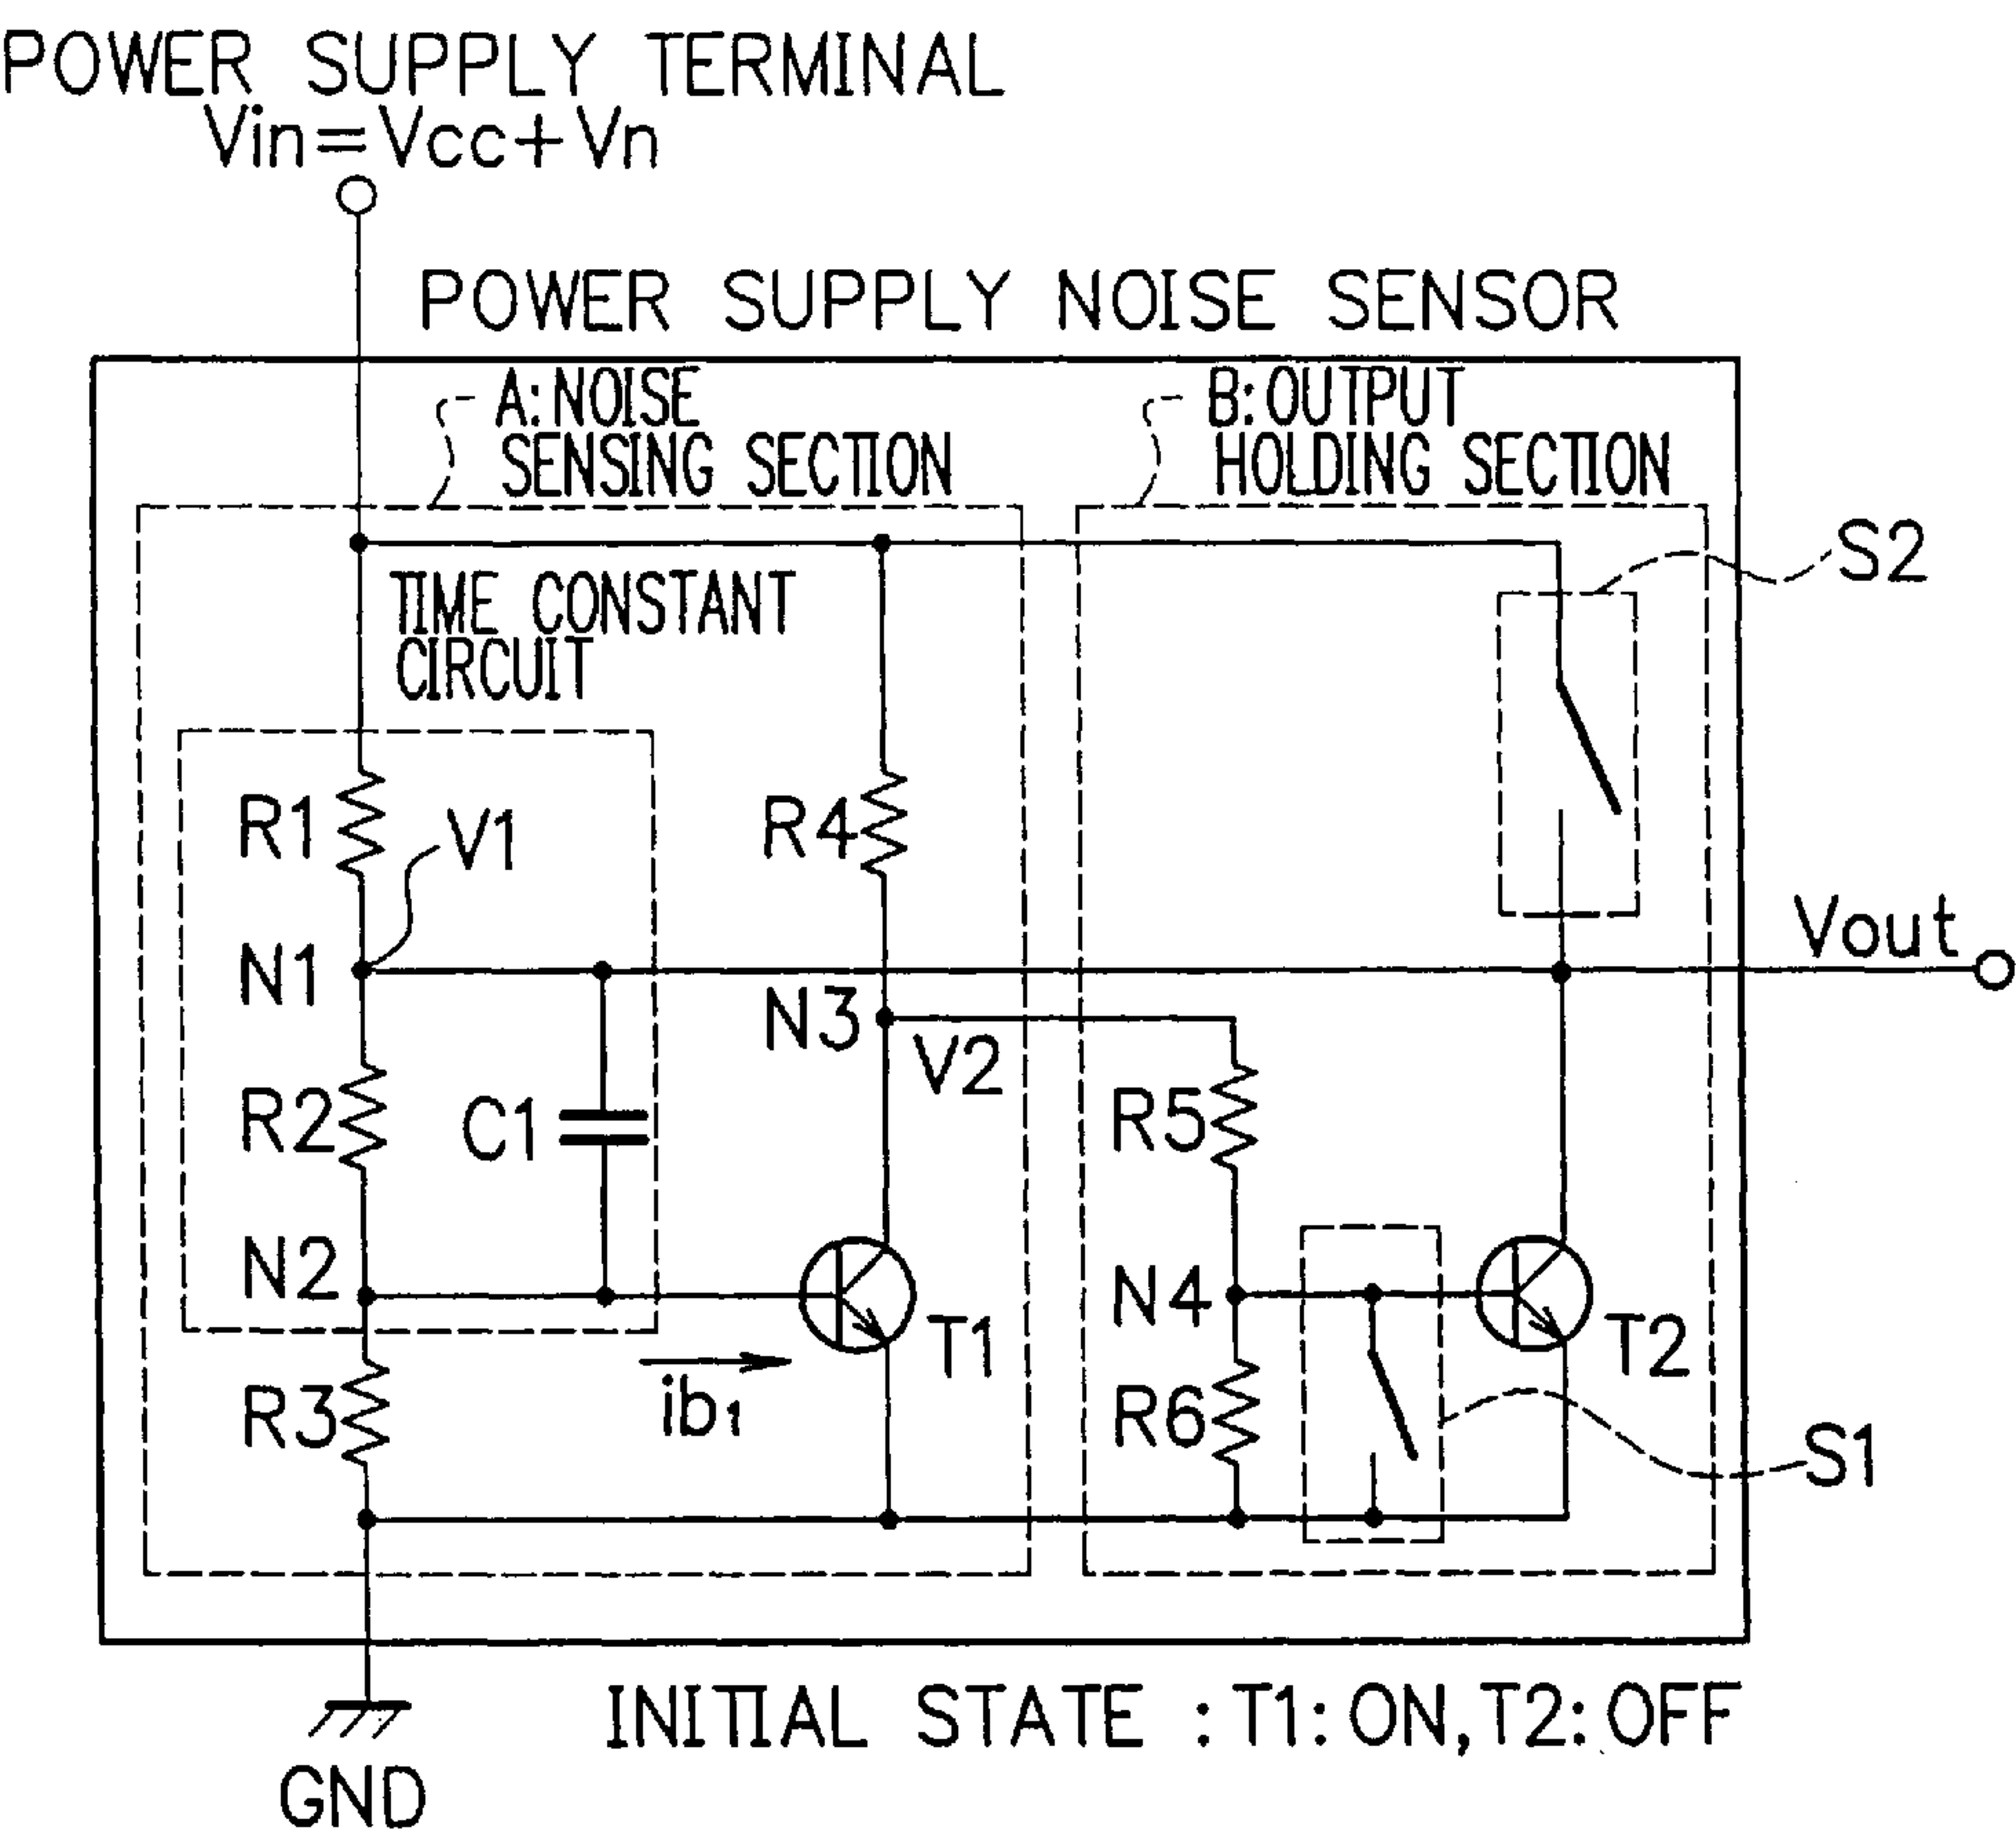 POWER SUPPLY TERMINAL
Vin=Vcc+Vn
POWER SUPPLY NOISE SENSOR
A:NOISE
SENSING SECTION
B:OUTPUT
HOLDING SECTION
S2
TIME CONSTANT
CIRCUIT
R1
V1
R4
Vout
N1
N3
V2
R2
C1
R5
N2
N4
T1
T2
R3
ib1
R6
S1
INITIAL STATE :T1:ON,T2:OFF
GND